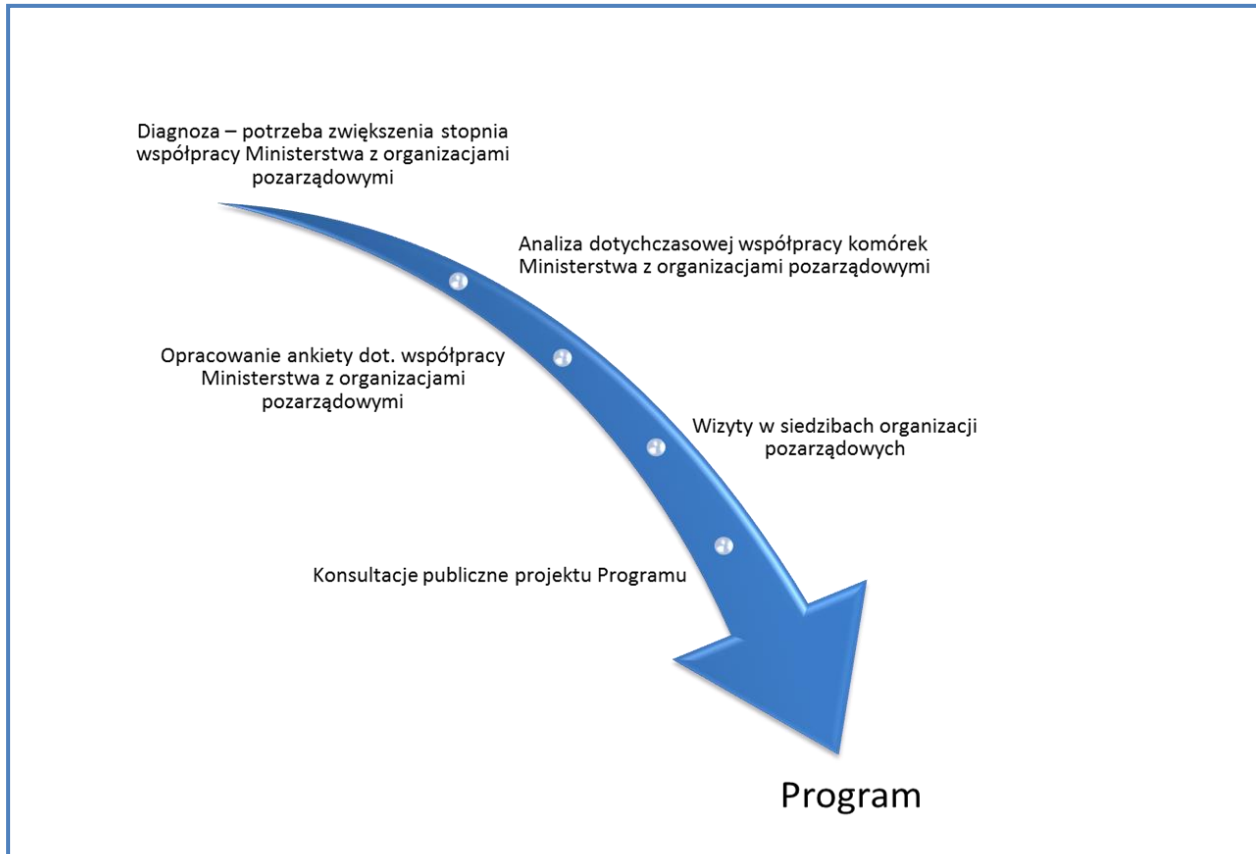 Diagnoza – potrzeba zwiększenia stopnia
współpracy Ministerstwa z organizacjami
pozarządowymi
Analiza dotychczasowej współpracy komórek
Ministerstwa z organizacjami pozarządowymi
Opracowanie ankiety dot. współpracy
Ministerstwa z organizacjami
pozarządowymi
Wizyty w siedzibach organizacji
pozarządowych
Konsultacje publiczne projektu Programu
Program